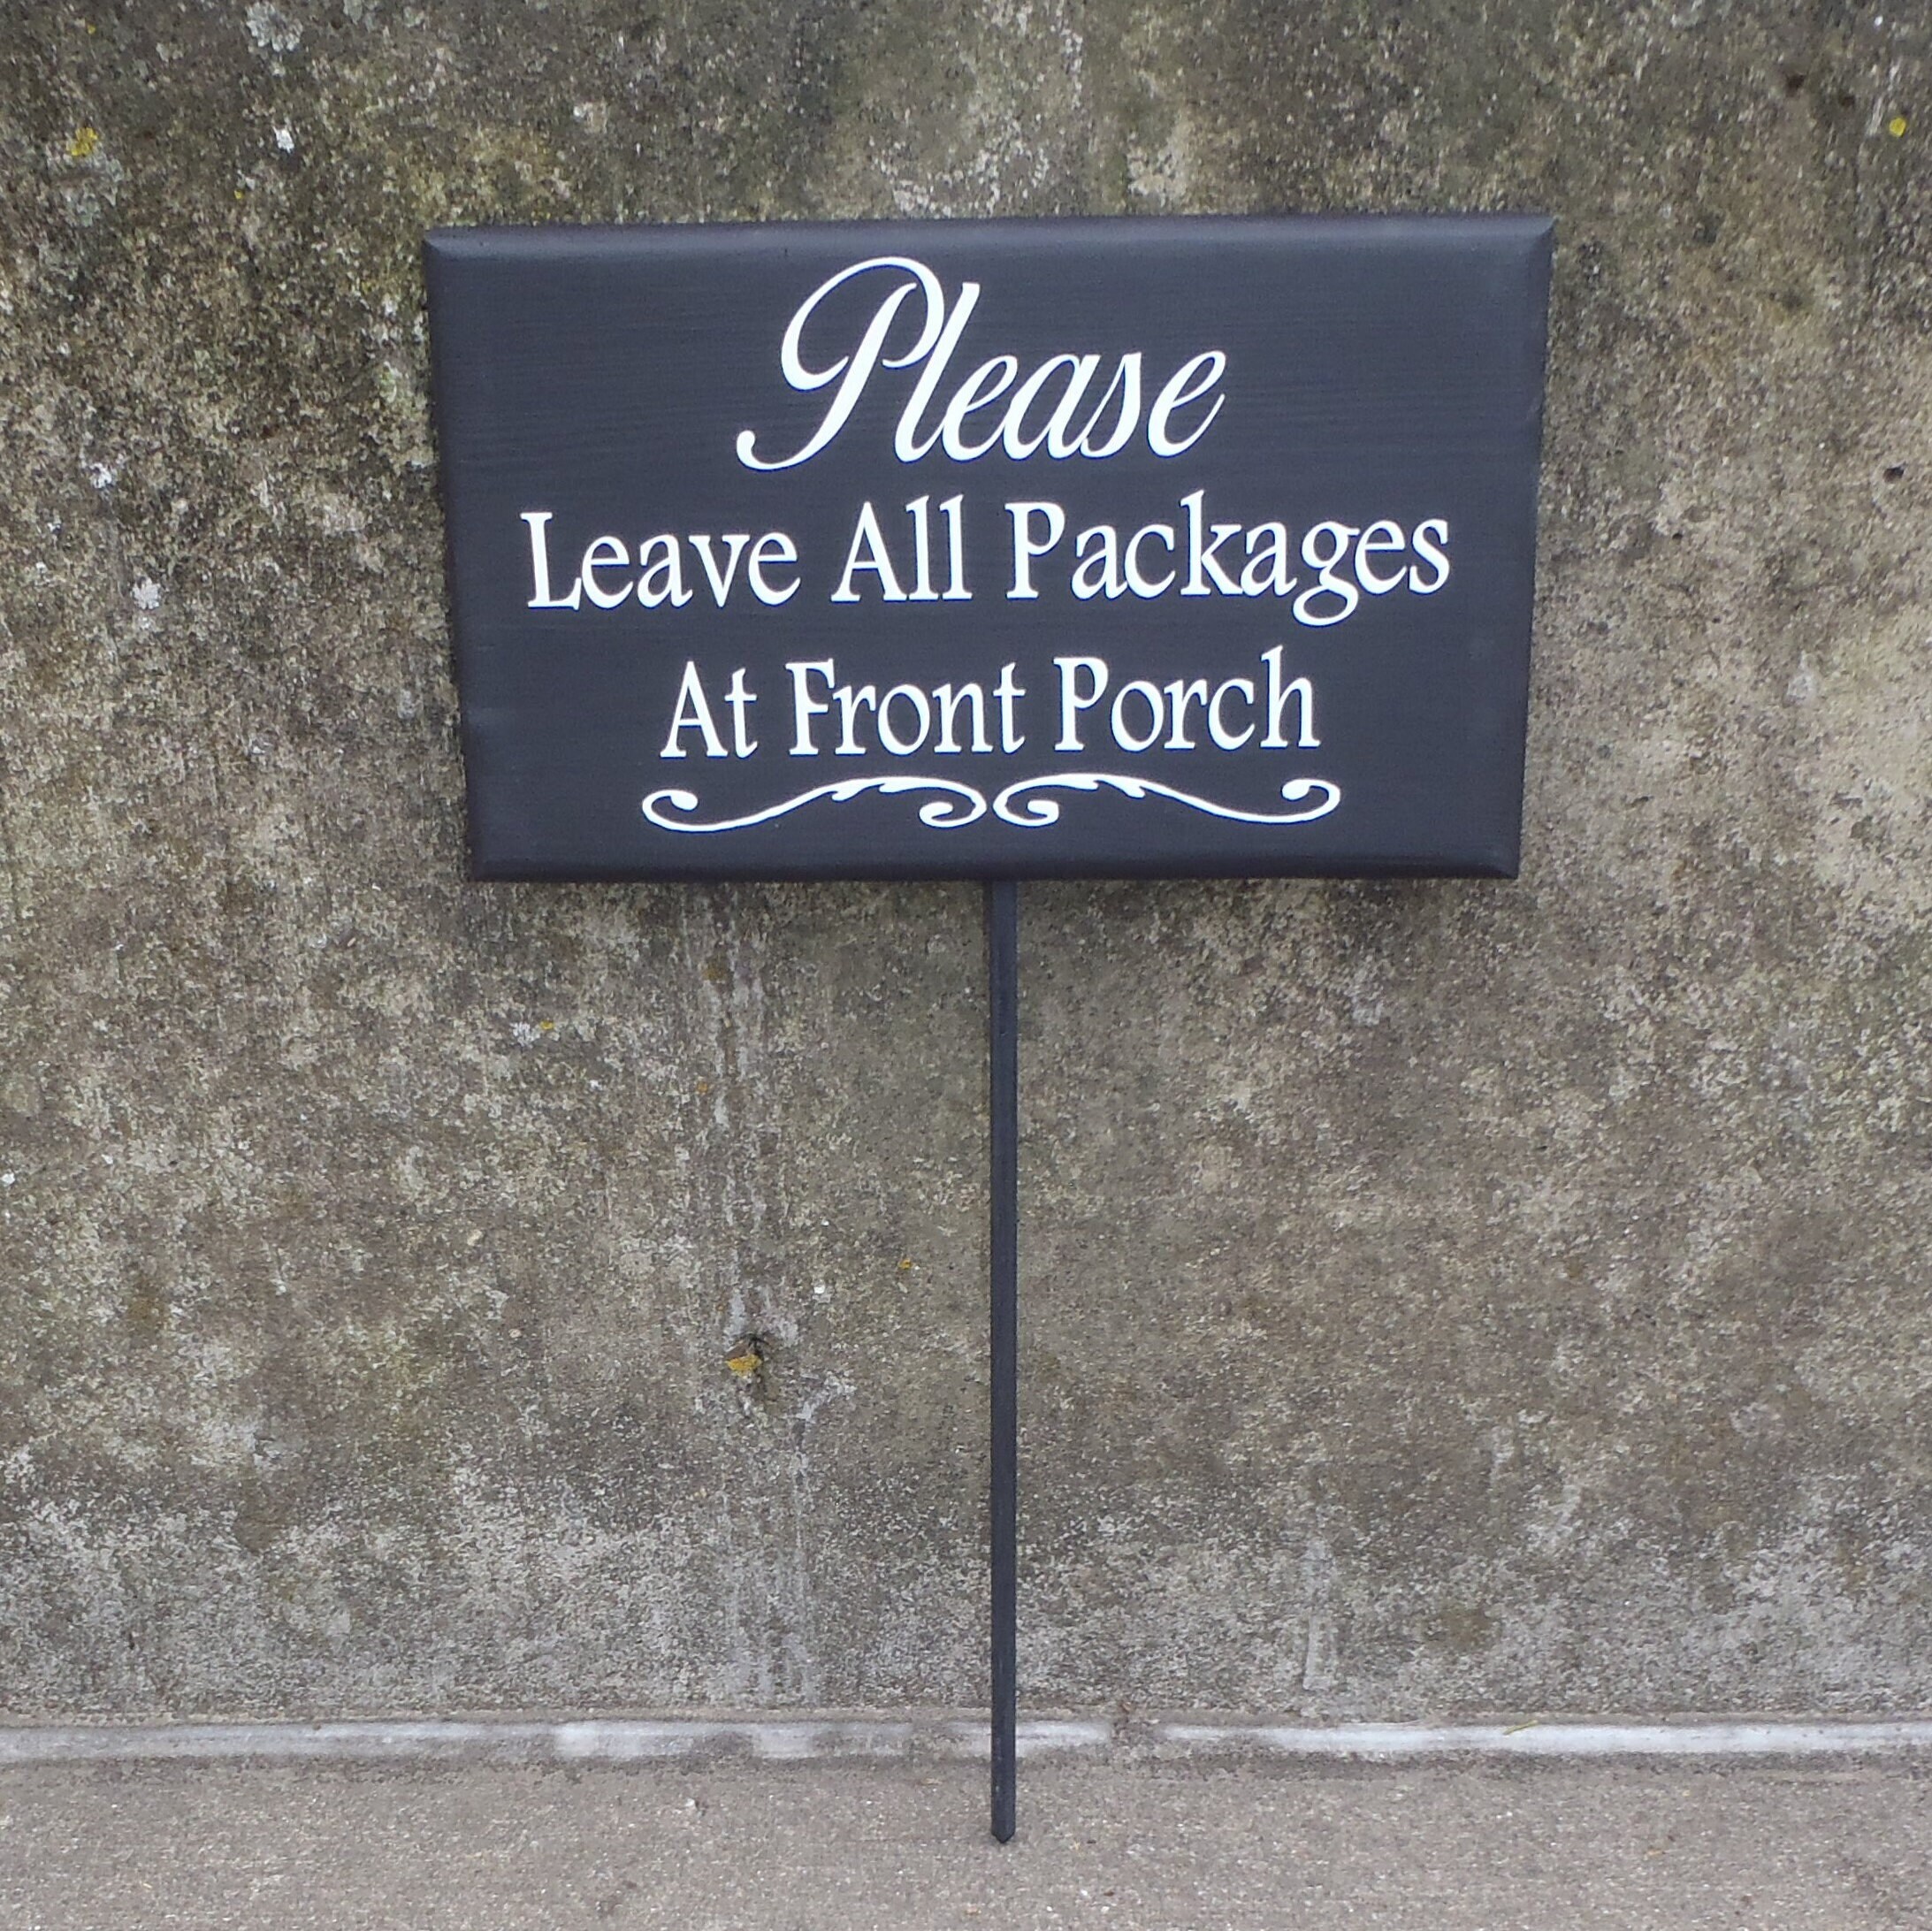 Please
Leave All Packages
At Front Porch